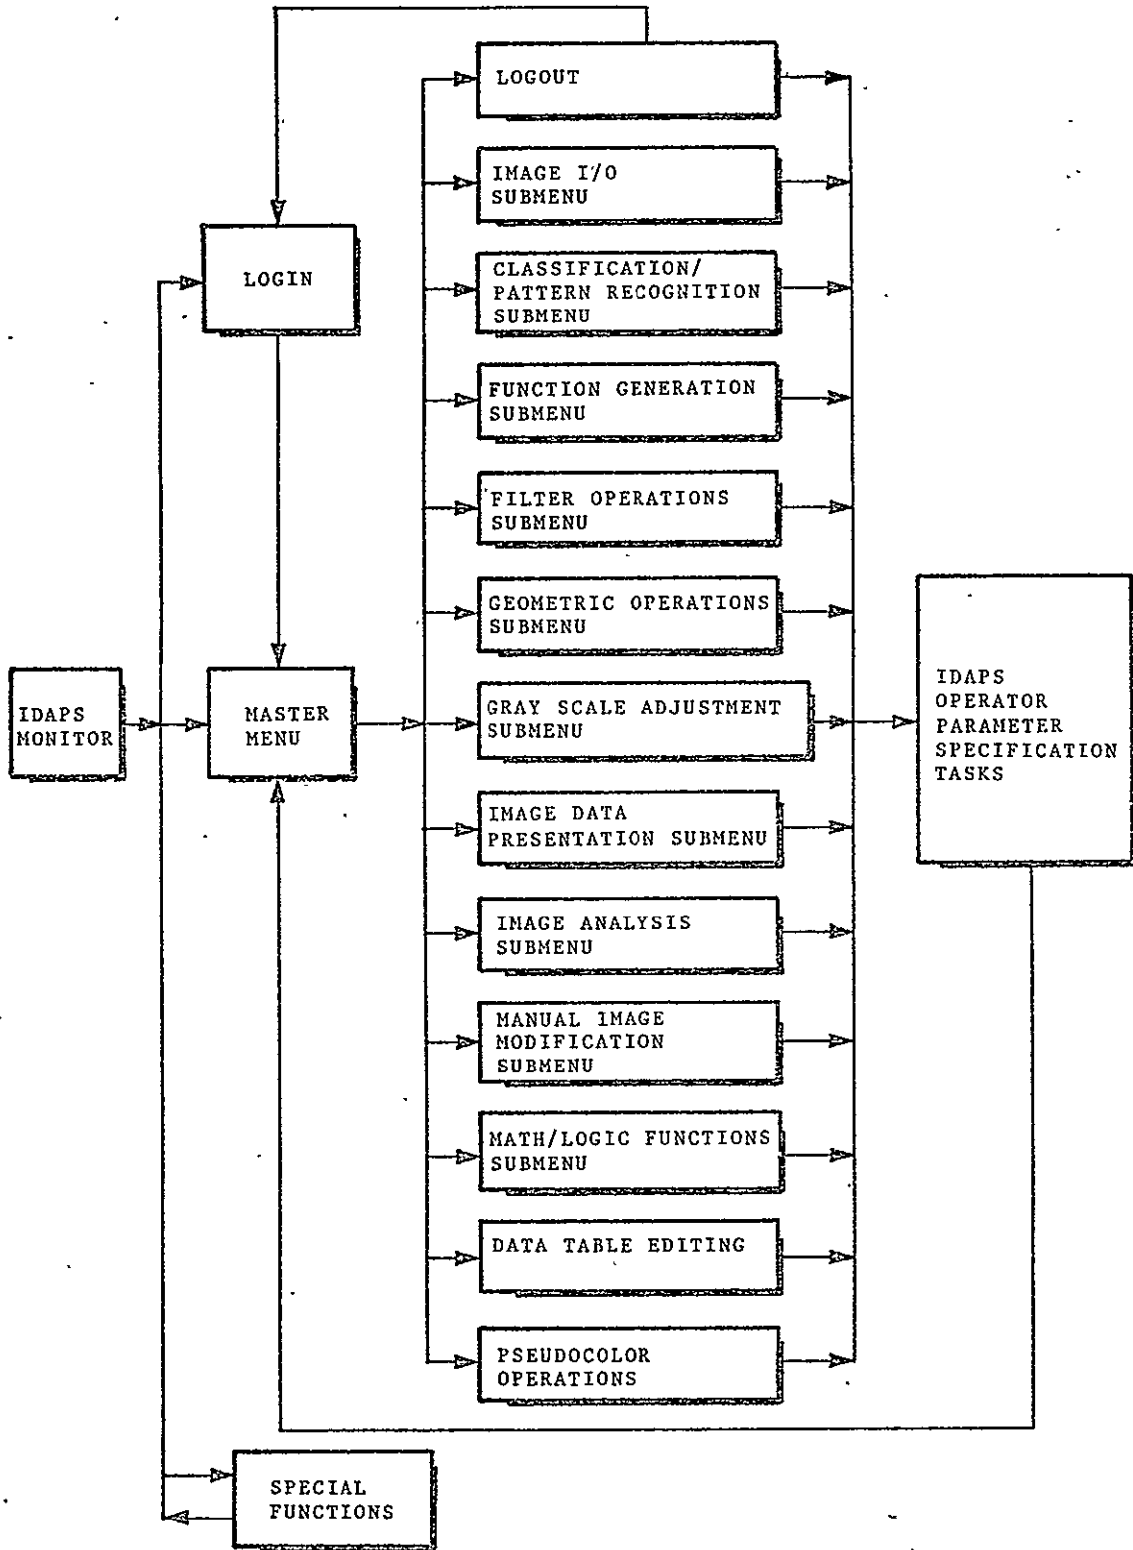 LOGOUT
IMAGE I/O
SUBMENU
LOGIN
CLASSIFICATION/
PATTERN RECOGNITION
SUBMENU
FUNCTION GENERATION
SUBMENU
FILTER OPERATIONS
SUBMENU
GEOMETRIC OPERATIONS
SUBMENU
IDAPS
MONITOR
MASTER
MENU
GRAY SCALE ADJUSTMENT
SUBMENU
IDAPS
OPERATOR
PARAMETER
SPECIFICATION
TASKS
IMAGE DATA
PRESENTATION SUBMENU
IMAGE ANALYSIS
SUBMENU
MANUAL IMAGE
MODIFICATION
SUBMENU
MATH/LOGIC FUNCTIONS
SUBMENU
DATA TABLE EDITING
PSEUDOCOLOR
OPERATIONS
SPECIAL
FUNCTIONS